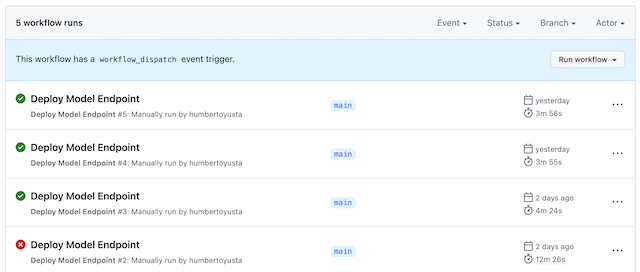 5 workflow runs Event Status Branch Actor
This workflow has a workflow_dispatch event trigger. Run workflow
Deploy Model Endpoint main yesterday
Deploy Model Endpoint #5: Manually run by humbertoyusta 3m 56s
Deploy Model Endpoint main yesterday
Deploy Model Endpoint #4: Manually run by humbertoyusta 3m 55s
Deploy Model Endpoint main 2 days ago
Deploy Model Endpoint #3: Manually run by humbertoyusta 4m 24s
Deploy Model Endpoint main 2 days ago
Deploy Model Endpoint #2: Manually run by humbertoyusta 12m 26s